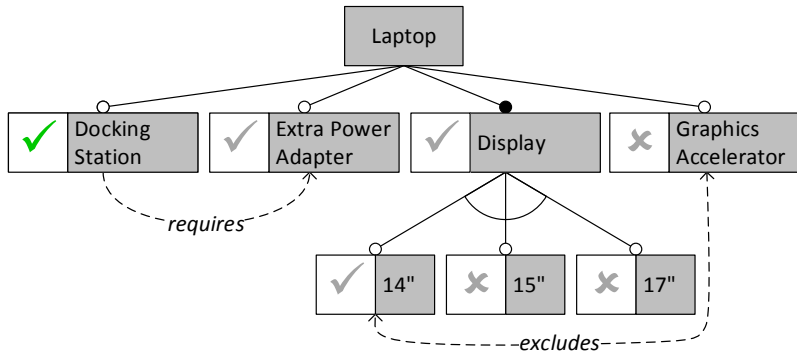 Laptop
Docking
Station
Extra Power
Adapter
Display
Graphics
Accelerator
requires
14"
15"
17"
excludes